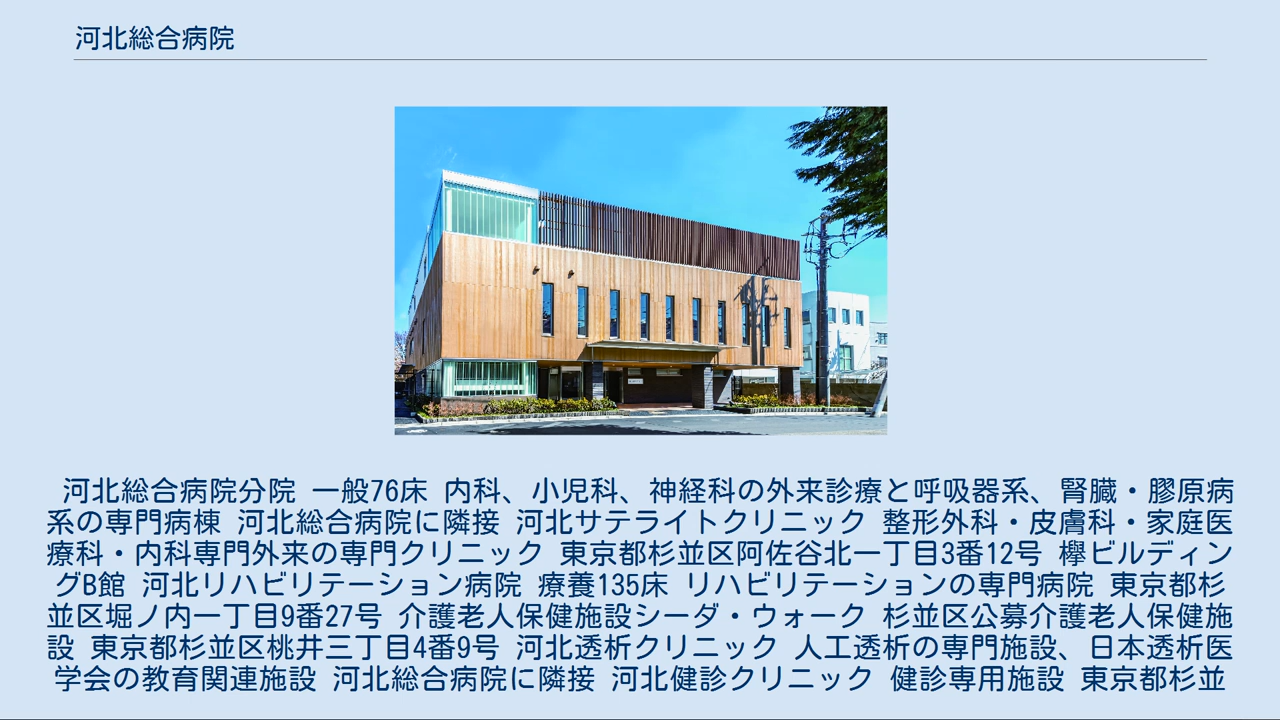 河北総合病院
河北総合病院分院 一般76床 内科、小児科、神経科の外来診療と呼吸器系、腎臓・膠原病
系の専門病棟 河北総合病院に隣接 河北サテライトクリニック 整形外科・皮膚科・家庭医
療科・内科専門外来の専門クリニック 東京都杉並区阿佐谷北一丁目3番12号 欅ビルディン
グB館 河北リハビリテーション病院 療養135床 リハビリテーションの専門病院 東京都杉
並区堀ノ内一丁目9番27号 介護老人保健施設シーダ・ウォーク 杉並区公募介護老人保健施
設 東京都杉並区桃井三丁目4番9号 河北透析クリニック 人工透析の専門施設、日本透析医
学会の教育関連施設 河北総合病院に隣接 河北健診クリニック 健診専用施設 東京都杉並